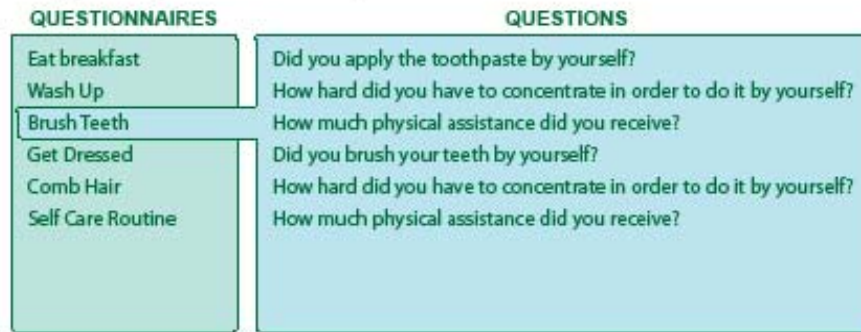 QUESTIONNAIRES
QUESTIONS
Eat breakfast
Wash Up
Brush Teeth
Get Dressed
Comb Hair
Self Care Routine
Did you apply the toothpaste by yourself?
How hard did you have to concentrate in order to do it by yourself?
How much physical assistance did you receive?
Did you brush your teeth by yourself?
How hard did you have to concentrate in order to do it by yourself?
How much physical assistance did you receive?